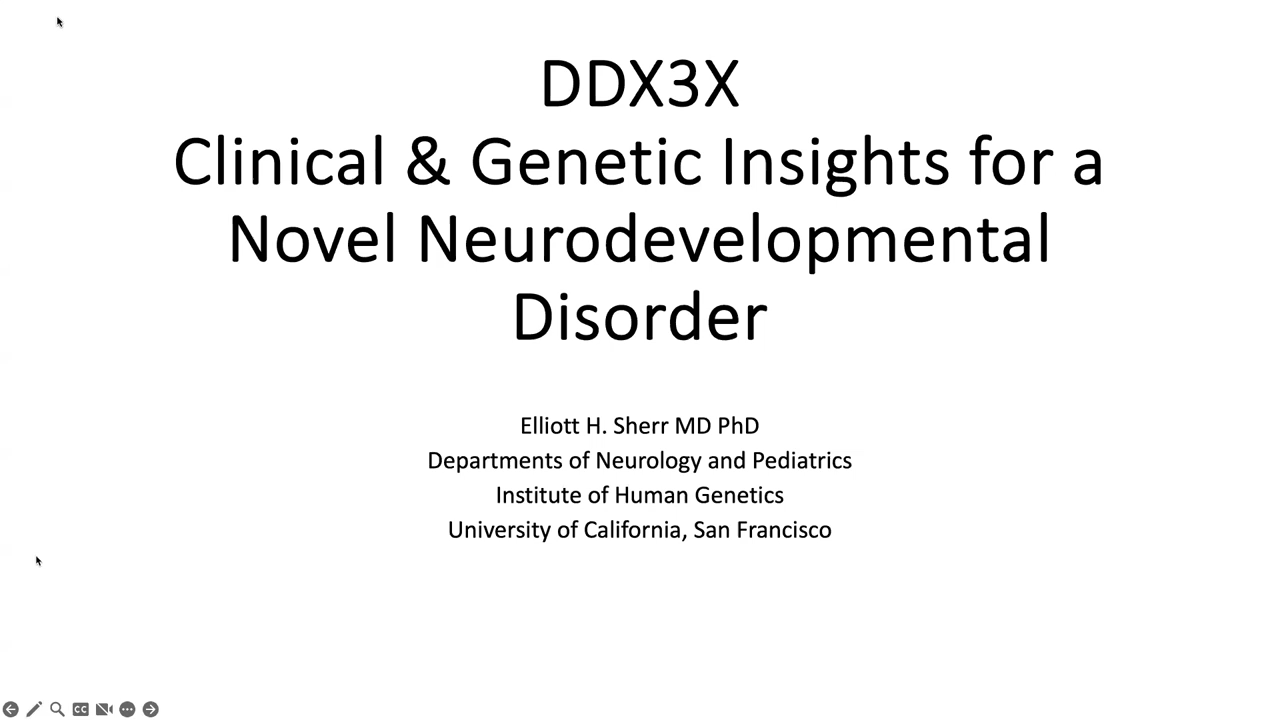 DDX3X
Clinical & Genetic Insights for a
Novel Neurodevelopmental
Disorder
Elliott H. Sherr MD PhD
Departments of Neurology and Pediatrics
Institute of Human Genetics
University of California, San Francisco
CC